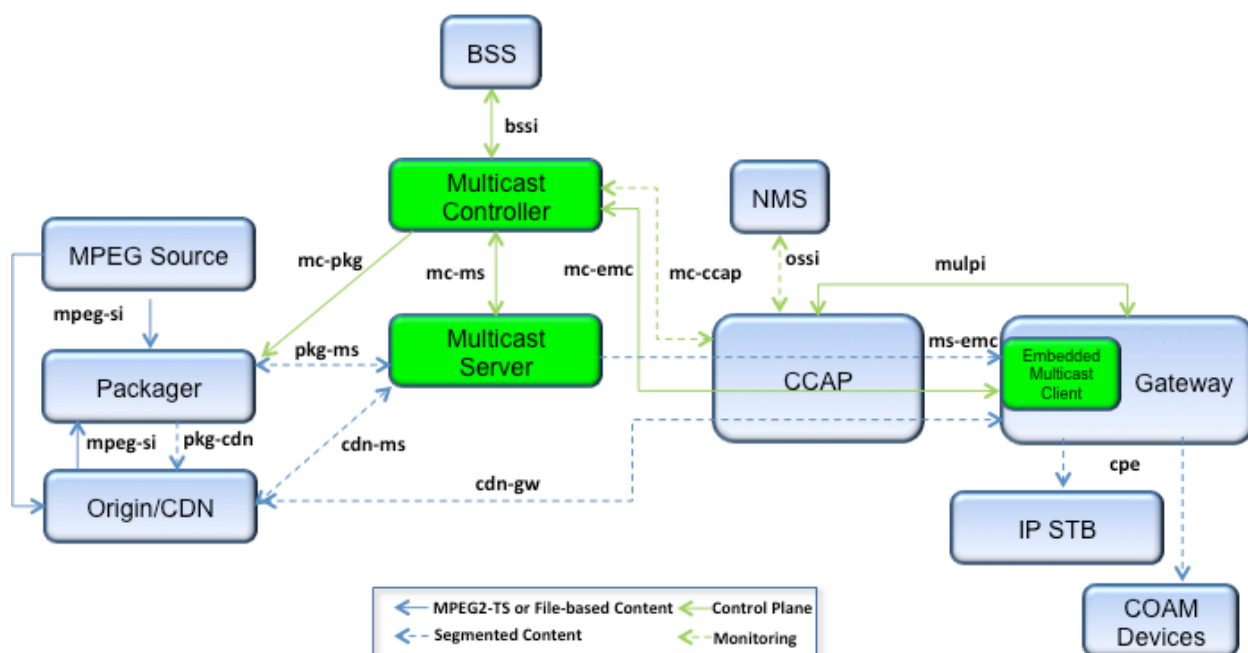 BSS
bssi
Multicast
Controller
NMS
MPEG Source
mc-pkg
mc-ms
mc-emc
mc-ccap
ossi
mulpi
mpeg-si
pkg-ms
Multicast
Server
ms-emc
Packager
CCAP
Embedded
Multicast
Client
Gateway
mpeg-si
pkg-cdn
cdn-ms
cdn-gw
cpe
Origin/CDN
IP STB
MPEG2-TS or File-based Content
Control Plane
Segmented Content
Monitoring
COAM
Devices